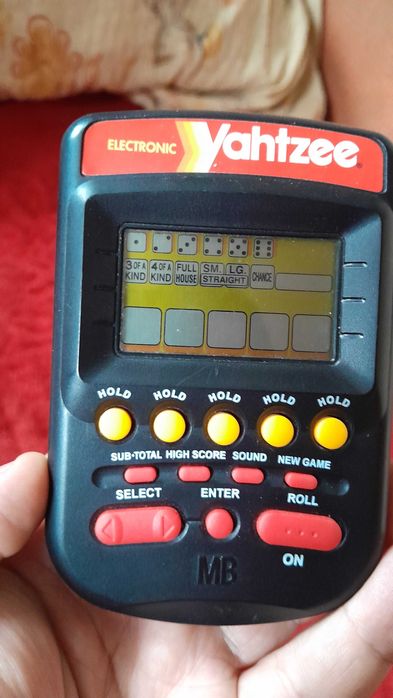 ELECTRONIC Yahtzee®
3 OF A KIND 4 OF A KIND FULL HOUSE SM. LG. STRAIGHT CHANCE
HOLD HOLD HOLD HOLD HOLD
SUB-TOTAL HIGH SCORE SOUND NEW GAME
SELECT ENTER ROLL
ON
MB